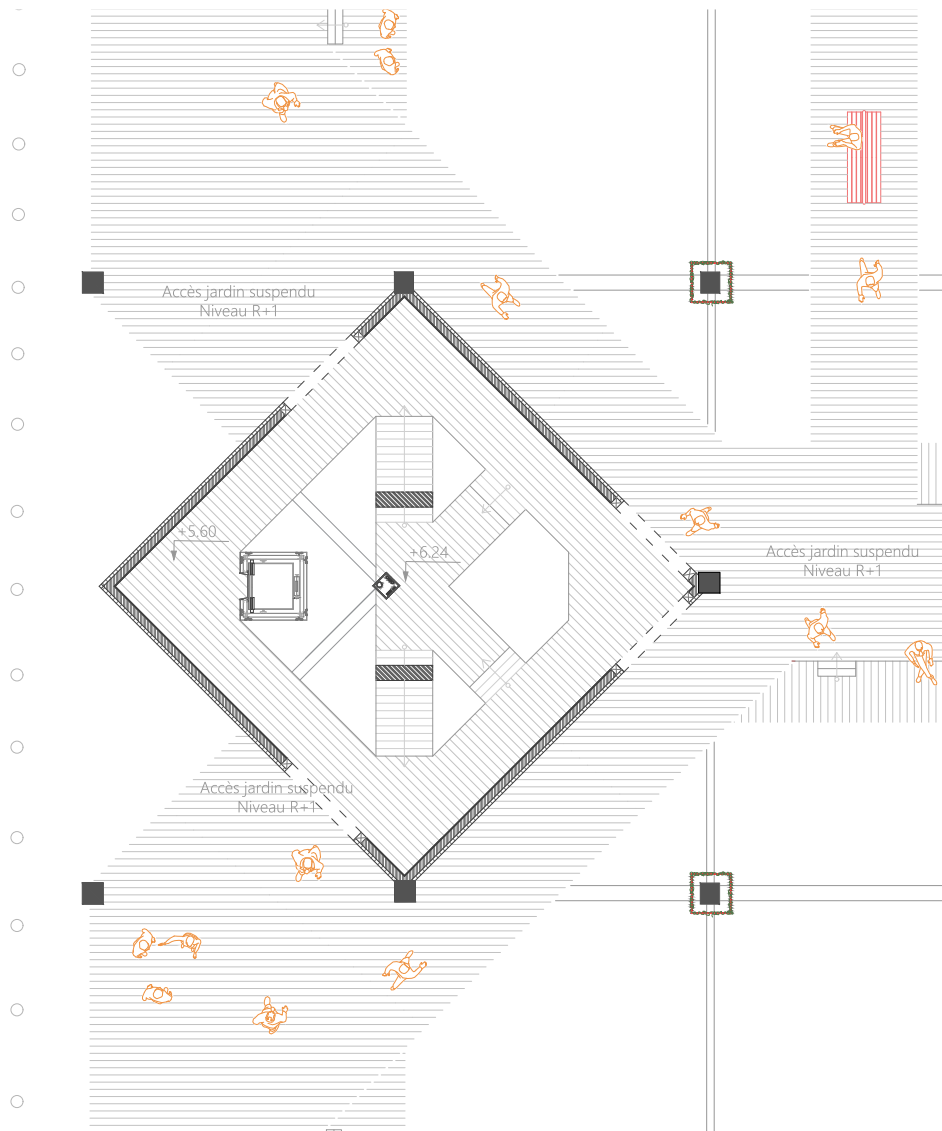 Accès jardin suspendu
Niveau R+1
+5.60
+6.24
Accès jardin suspendu
Niveau R+1
Accès jardin suspendu
Niveau R+1